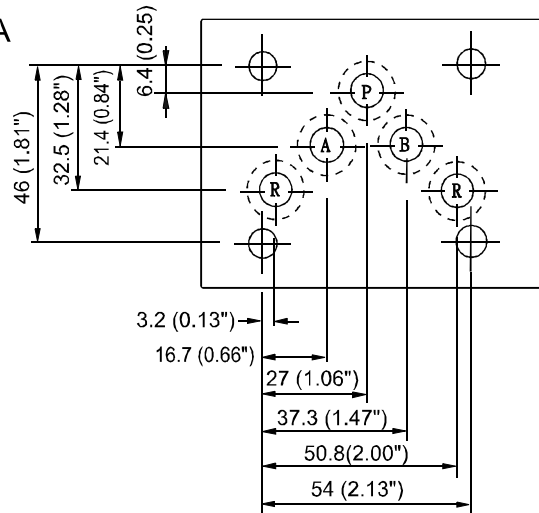 A
6.4 (0.25)
21.4 (0.84")
32.5 (1.28")
46 (1.81")
P
A
B
R
R
3.2 (0.13")
16.7 (0.66")
27 (1.06")
37.3 (1.47")
50.8(2.00")
54 (2.13")